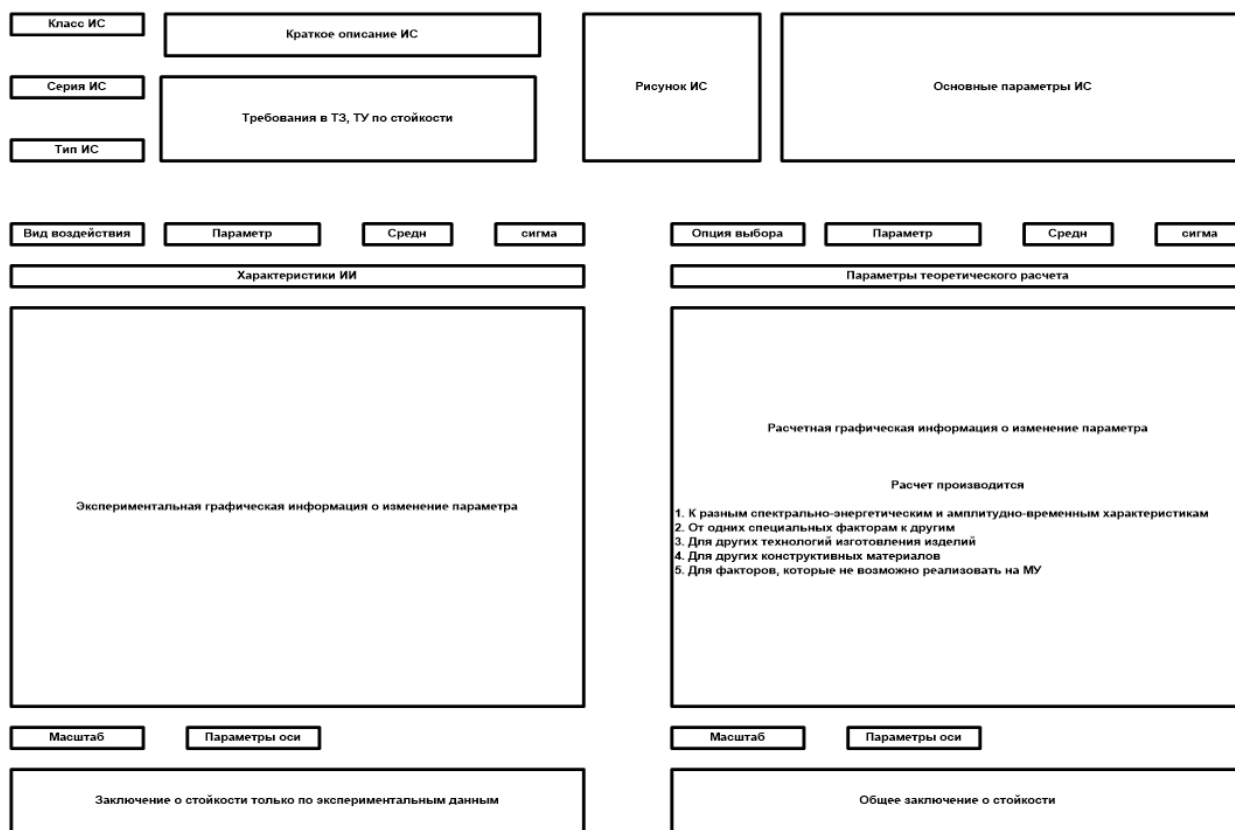 Класс ИС
Краткое описание ИС
Серия ИС
Требования в ТЗ, ТУ по стойкости
Тип ИС
Рисунок ИС
Основные параметры ИС
Вид воздействия
Параметр
Средн
сигма
Опция выбора
Параметр
Средн
сигма
Характеристики ИИ
Параметры теоретического расчета
Экспериментальная графическая информация о изменение параметра
Расчетная графическая информация о изменение параметра
Расчет производится
1. К разным спектрально-энергетическим и амплитудно-временным характеристикам
2. От одних специальных факторам к другим
3. Для других технологий изготовления изделий
4. Для других конструктивных материалов
5. Для факторов, которые не возможно реализовать на МУ
Масштаб
Параметры оси
Масштаб
Параметры оси
Заключение о стойкости только по экспериментальным данным
Общее заключение о стойкости